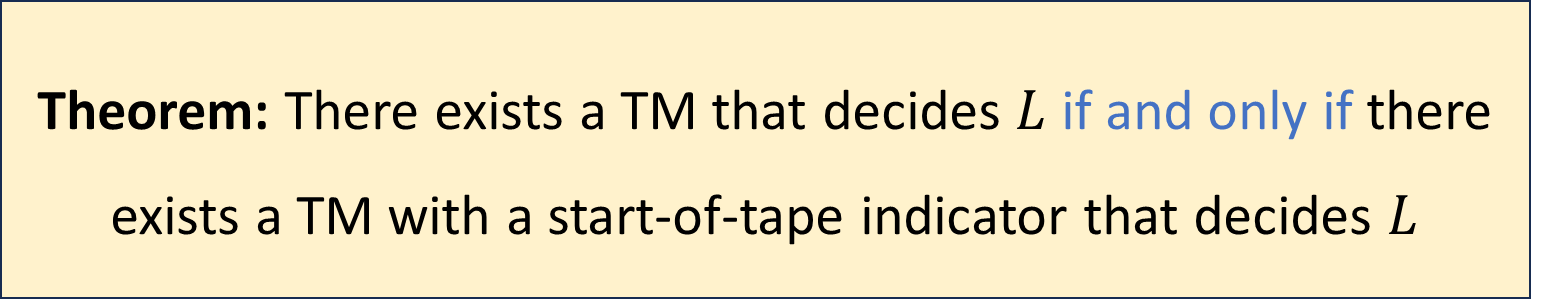 Theorem: There exists a TM that decides L if and only if there
exists a TM with a start-of-tape indicator that decides L